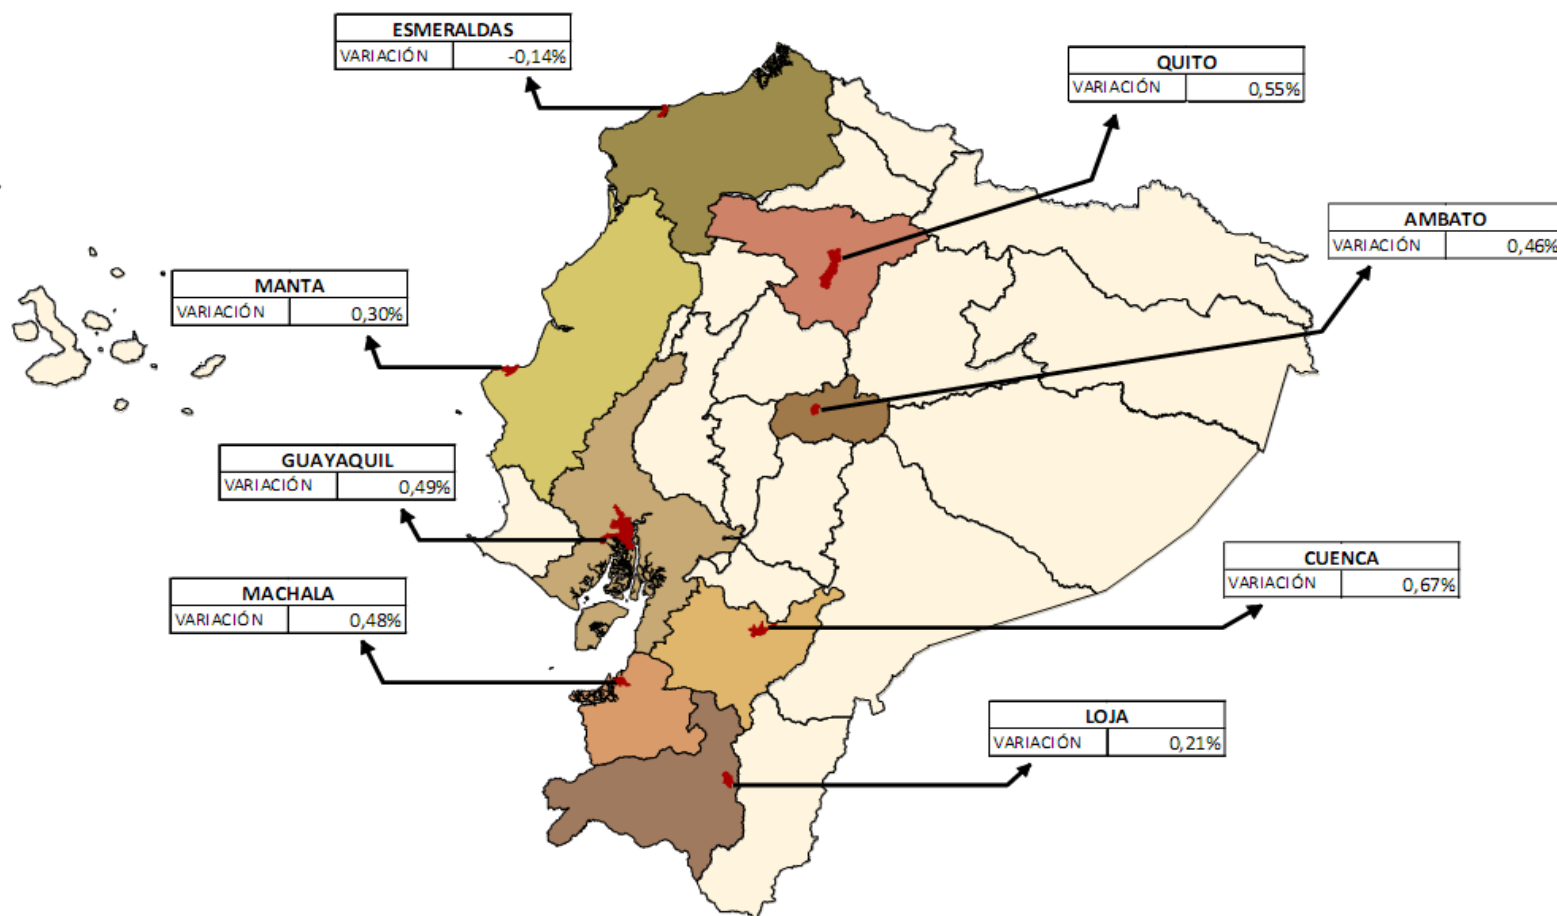 ESMERALDAS
VARIACIÓN -0,14%
QUITO
VARIACIÓN 0,55%
AMBATO
VARIACIÓN 0,46%
MANTA
VARIACIÓN 0,30%
GUAYAQUIL
VARIACIÓN 0,49%
CUENCA
VARIACIÓN 0,67%
MACHALA
VARIACIÓN 0,48%
LOJA
VARIACIÓN 0,21%